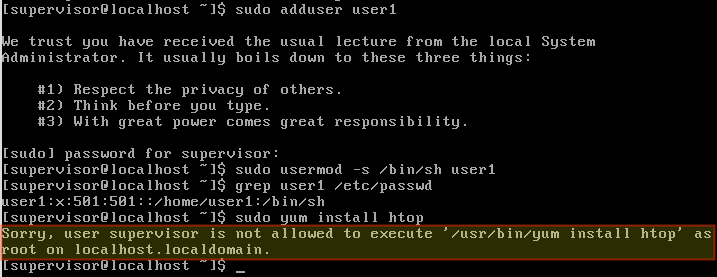 [supervisor@localhost ~]$ sudo adduser user1
We trust you have received the usual lecture from the local System
Administrator. It usually boils down to these three things:
#1) Respect the privacy of others.
#2) Think before you type.
#3) With great power comes great responsibility.
[sudo] password for supervisor:
[supervisor@localhost ~]$ sudo usermod -s /bin/sh user1
[supervisor@localhost ~]$ grep user1 /etc/passwd
user1:x:501:501::/home/user1:/bin/sh
[supervisor@localhost ~]$ sudo yum install htop
Sorry, user supervisor is not allowed to execute '/usr/bin/yum install htop' as
root on localhost.localdomain.
[supervisor@localhost ~]$ _